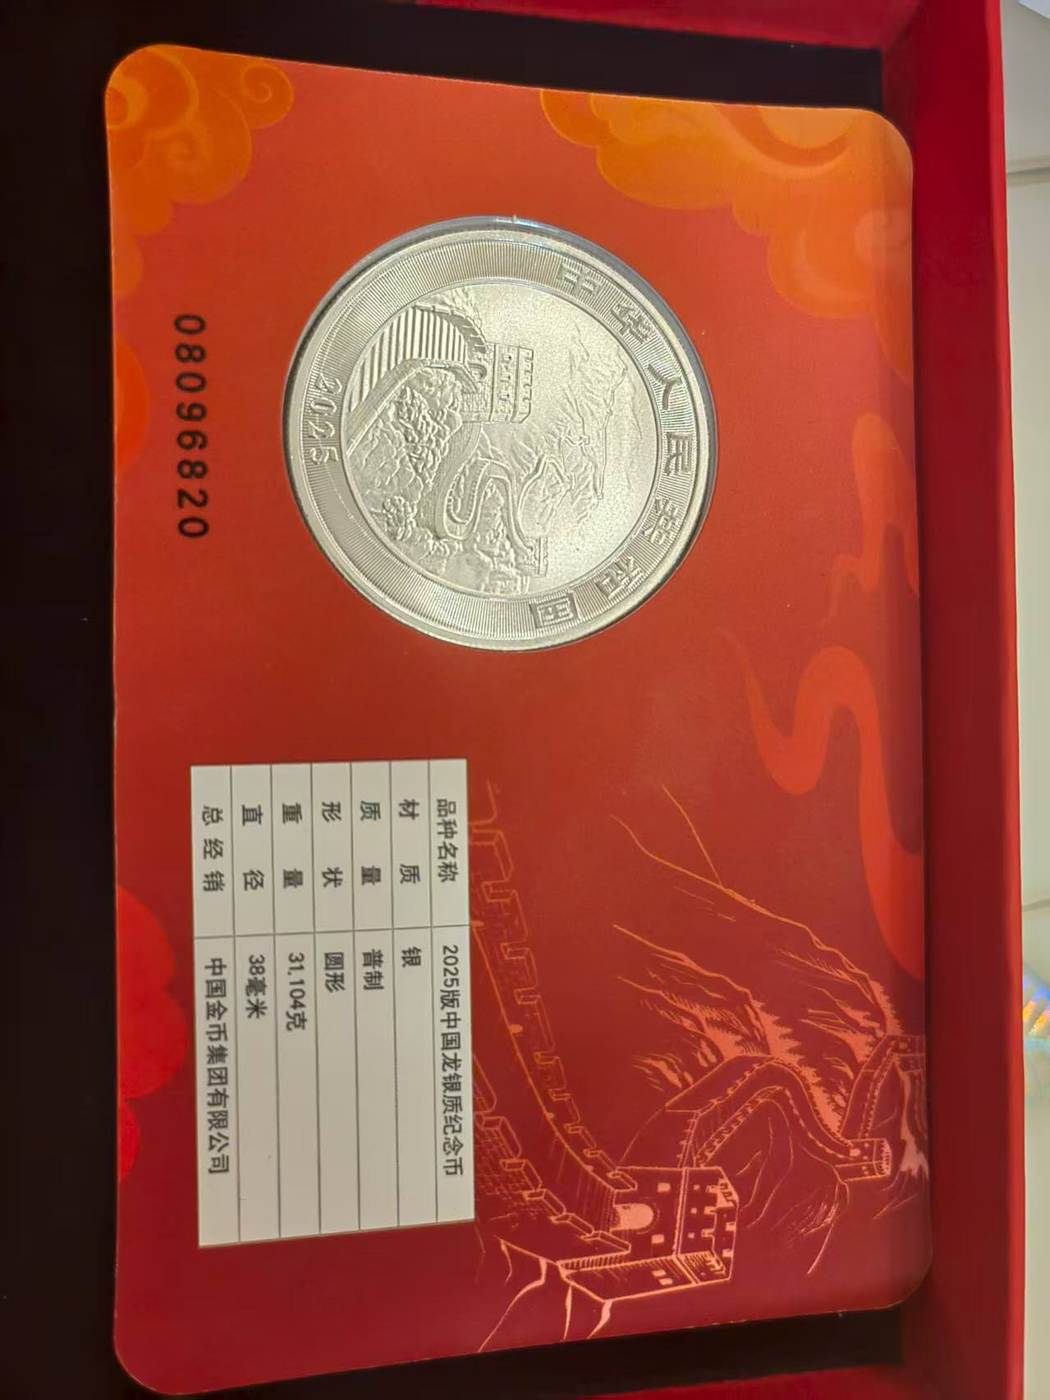 中华人民共和国
2025
08096820
品种名称 2025版中国龙银质纪念币
材质 银
质量 普制
形状 圆形
重量 31.104克
直径 38毫米
总经销 中国金币集团有限公司